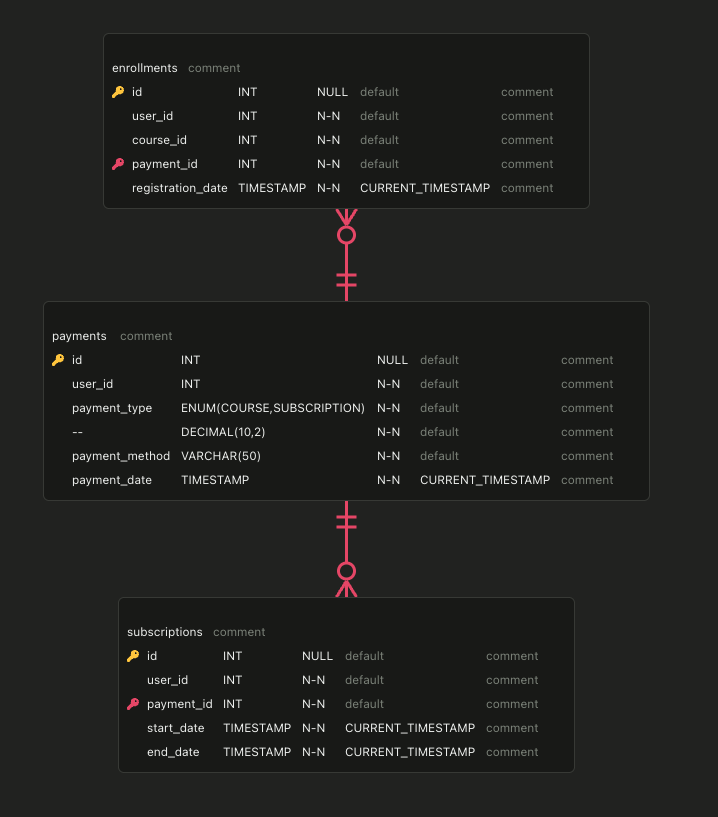 enrollments comment
id INT NULL default comment
user_id INT N-N default comment
course_id INT N-N default comment
payment_id INT N-N default comment
registration_date TIMESTAMP N-N CURRENT_TIMESTAMP comment
payments comment
id INT NULL default comment
user_id INT N-N default comment
payment_type ENUM(COURSE,SUBSCRIPTION) N-N default comment
-- DECIMAL(10,2) N-N default comment
payment_method VARCHAR(50) N-N default comment
payment_date TIMESTAMP N-N CURRENT_TIMESTAMP comment
subscriptions comment
id INT NULL default comment
user_id INT N-N default comment
payment_id INT N-N default comment
start_date TIMESTAMP N-N CURRENT_TIMESTAMP comment
end_date TIMESTAMP N-N CURRENT_TIMESTAMP comment